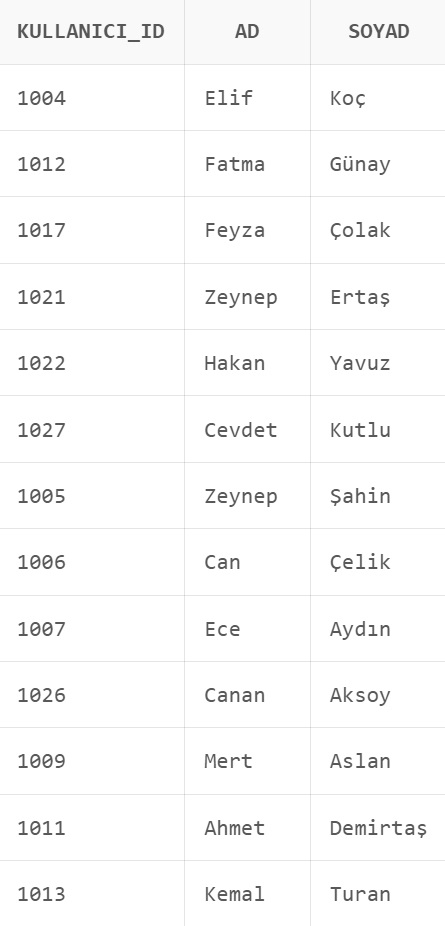 KULLANICI_ID AD SOYAD
1004 Elif Koç
1012 Fatma Günay
1017 Feyza Çolak
1021 Zeynep Ertaş
1022 Hakan Yavuz
1027 Cevdet Kutlu
1005 Zeynep Şahin
1006 Can Çelik
1007 Ece Aydın
1026 Canan Aksoy
1009 Mert Aslan
1011 Ahmet Demirtaş
1013 Kemal Turan